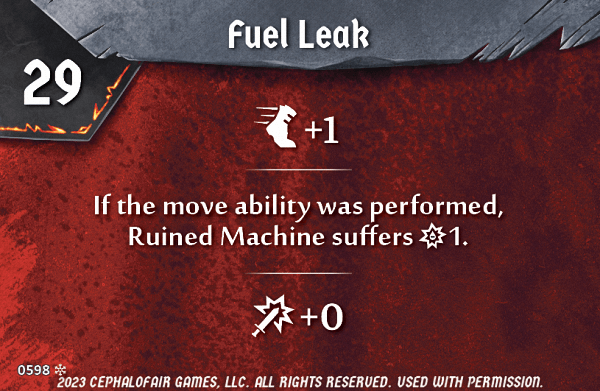 Fuel Leak
29
+1
If the move ability was performed,
Ruined Machine suffers 1.
+0
0598
2023 CEPHALOFAIR GAMES, LLC. ALL RIGHTS RESERVED. USED WITH PERMISSION.